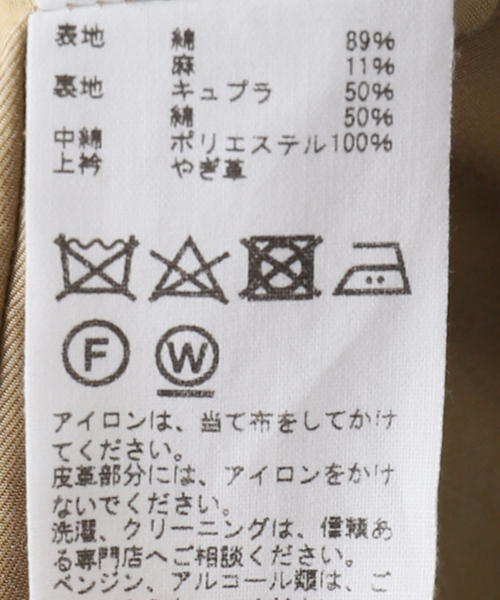 表地 綿 89%
麻 11%
裏地 キュプラ 50%
綿 50%
中綿 ポリエステル100%
上衿 やぎ革
F W
アイロンは、当て布をしてかけ
てください。
皮革部分には、アイロンをかけ
ないでください。
洗濯、クリーニングは、信頼あ
る専門店へご相談ください。
ベンジン、アルコール類は、ご